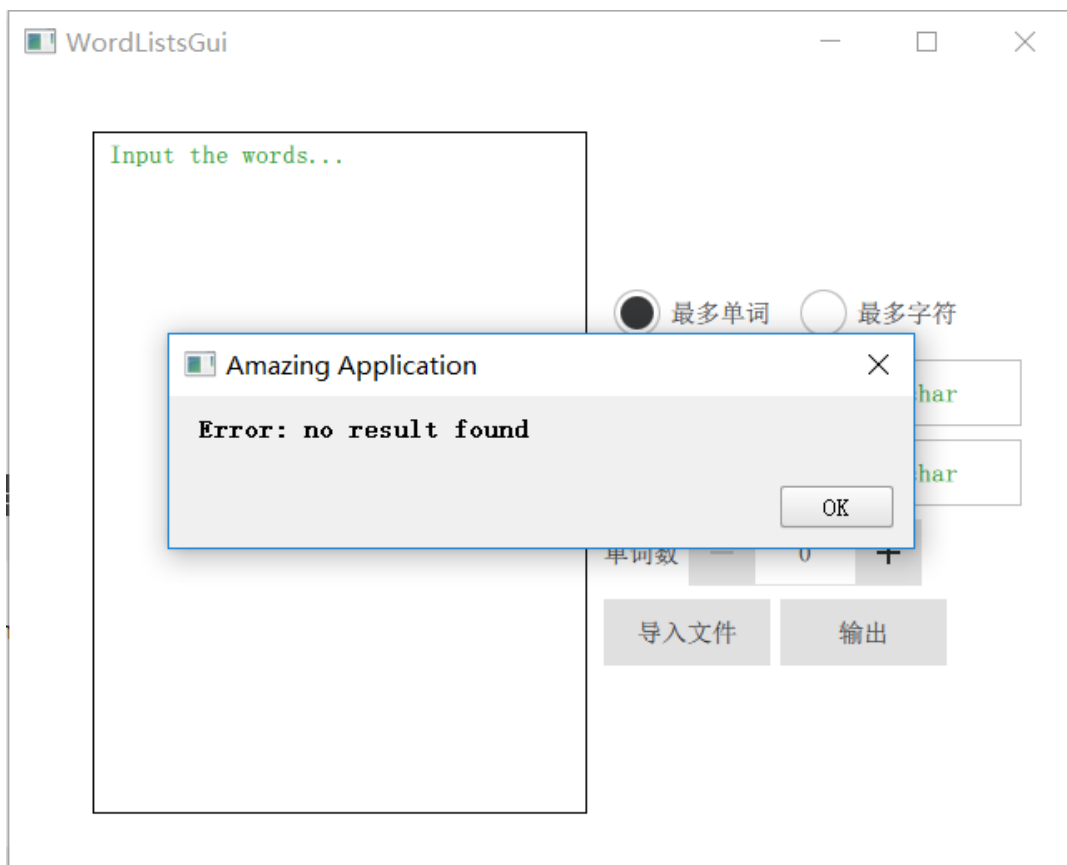 WordListsGui
Input the words...
最多单词 最多字符
Amazing Application
Error: no result found
OK
单词数 0
导入文件 输出